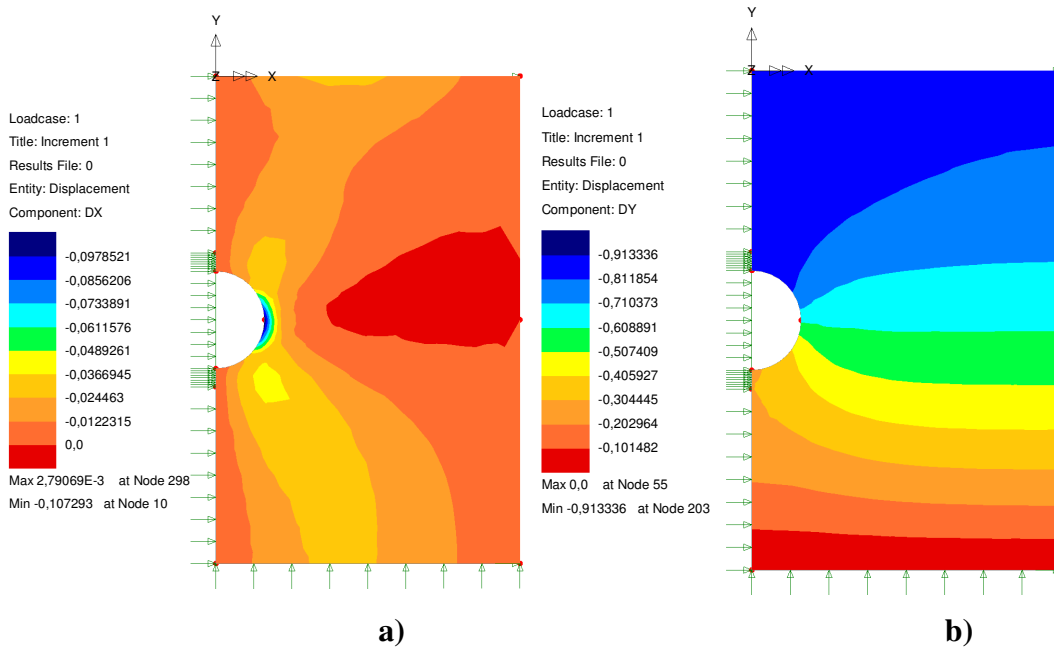 Y
Z X
Loadcase: 1
Title: Increment 1
Results File: 0
Entity: Displacement
Component: DX
-0,0978521
-0,0856206
-0,0733891
-0,0611576
-0,0489261
-0,0366945
-0,024463
-0,0122315
0,0
Max 2,79069E-3 at Node 298
Min -0,107293 at Node 10
a)
Y
Z X
Loadcase: 1
Title: Increment 1
Results File: 0
Entity: Displacement
Component: DY
-0,913336
-0,811854
-0,710373
-0,608891
-0,507409
-0,405927
-0,304445
-0,202964
-0,101482
Max 0,0 at Node 55
Min -0,913336 at Node 203
b)